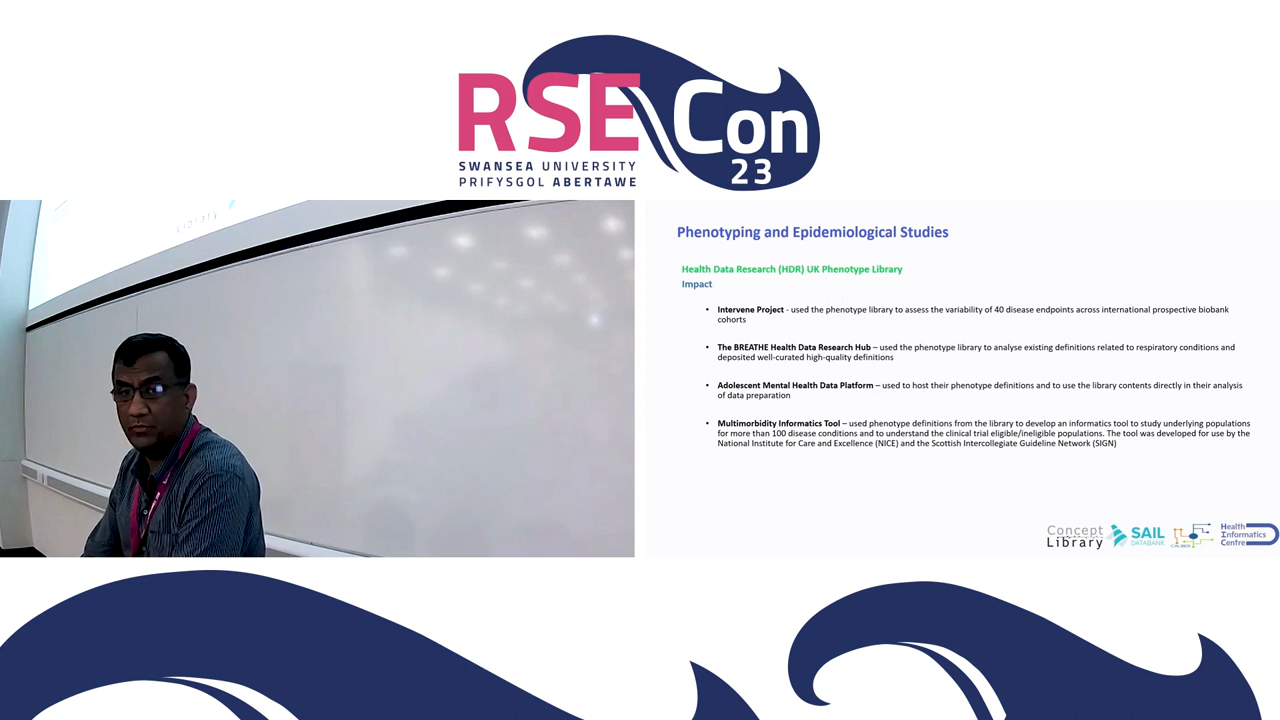 RSE Con
23
SWANSEA UNIVERSITY
PRIFYSGOL ABERTAWE
Library
Phenotyping and Epidemiological Studies
Health Data Research (HDR) UK Phenotype Library
Impact
• Intervene Project - used the phenotype library to assess the variability of 40 disease endpoints across international prospective biobank
cohorts
• The BREATHE Health Data Research Hub – used the phenotype library to analyse existing definitions related to respiratory conditions and
deposited well-curated high-quality definitions
• Adolescent Mental Health Data Platform – used to host their phenotype definitions and to use the library contents directly in their analysis
of data preparation
• Multimorbidity Informatics Tool – used phenotype definitions from the library to develop an informatics tool to study underlying populations
for more than 100 disease conditions and to understand the clinical trial eligible/ineligible populations. The tool was developed for use by the
National Institute for Care and Excellence (NICE) and the Scottish Intercollegiate Guideline Network (SIGN)
Concept
Library
SAIL
DATABANK
Health
Informatics
Centre